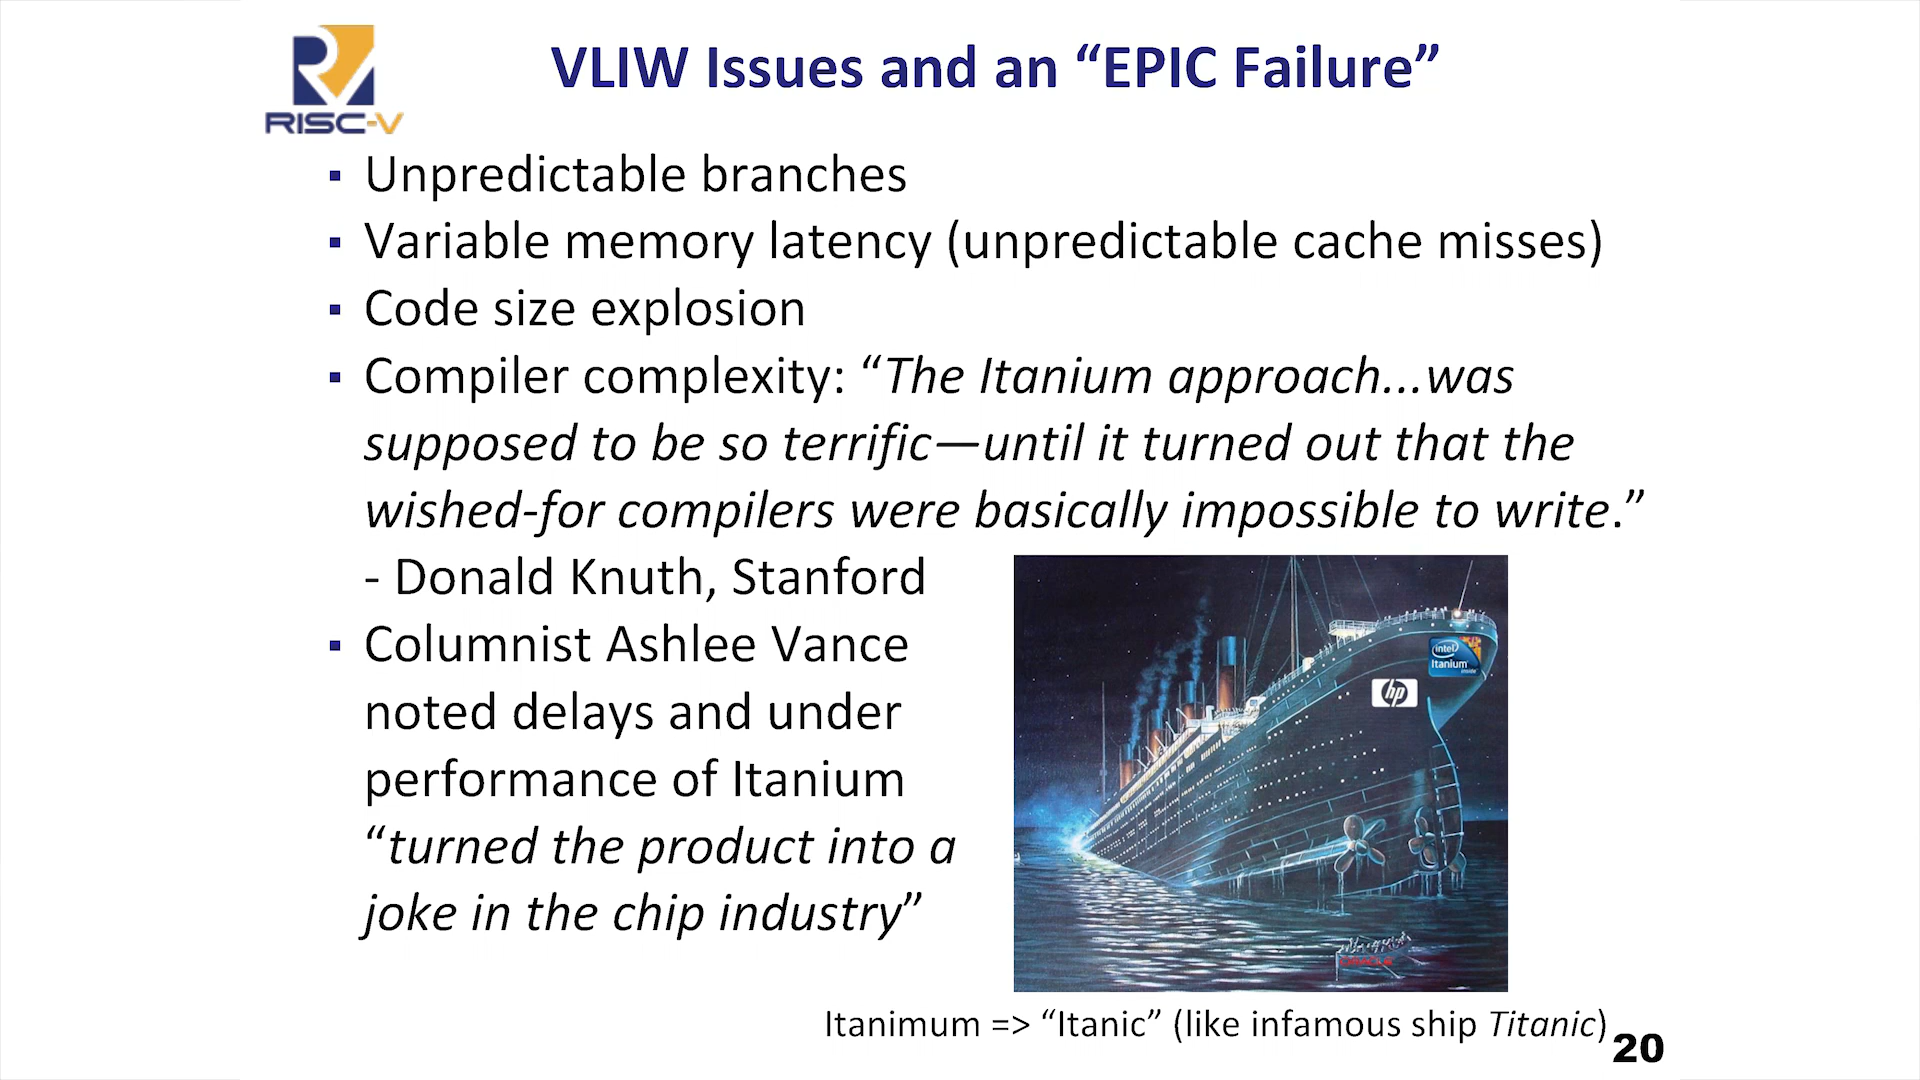 RISC-V
VLIW Issues and an “EPIC Failure”
▪ Unpredictable branches
▪ Variable memory latency (unpredictable cache misses)
▪ Code size explosion
▪ Compiler complexity: “The Itanium approach...was
supposed to be so terrific—until it turned out that the
wished-for compilers were basically impossible to write.”
- Donald Knuth, Stanford
▪ Columnist Ashlee Vance
noted delays and under
performance of Itanium
“turned the product into a
joke in the chip industry”
intel
Itanium
inside
hp
ORACLE
Itanimum => “Itanic” (like infamous ship Titanic)
20